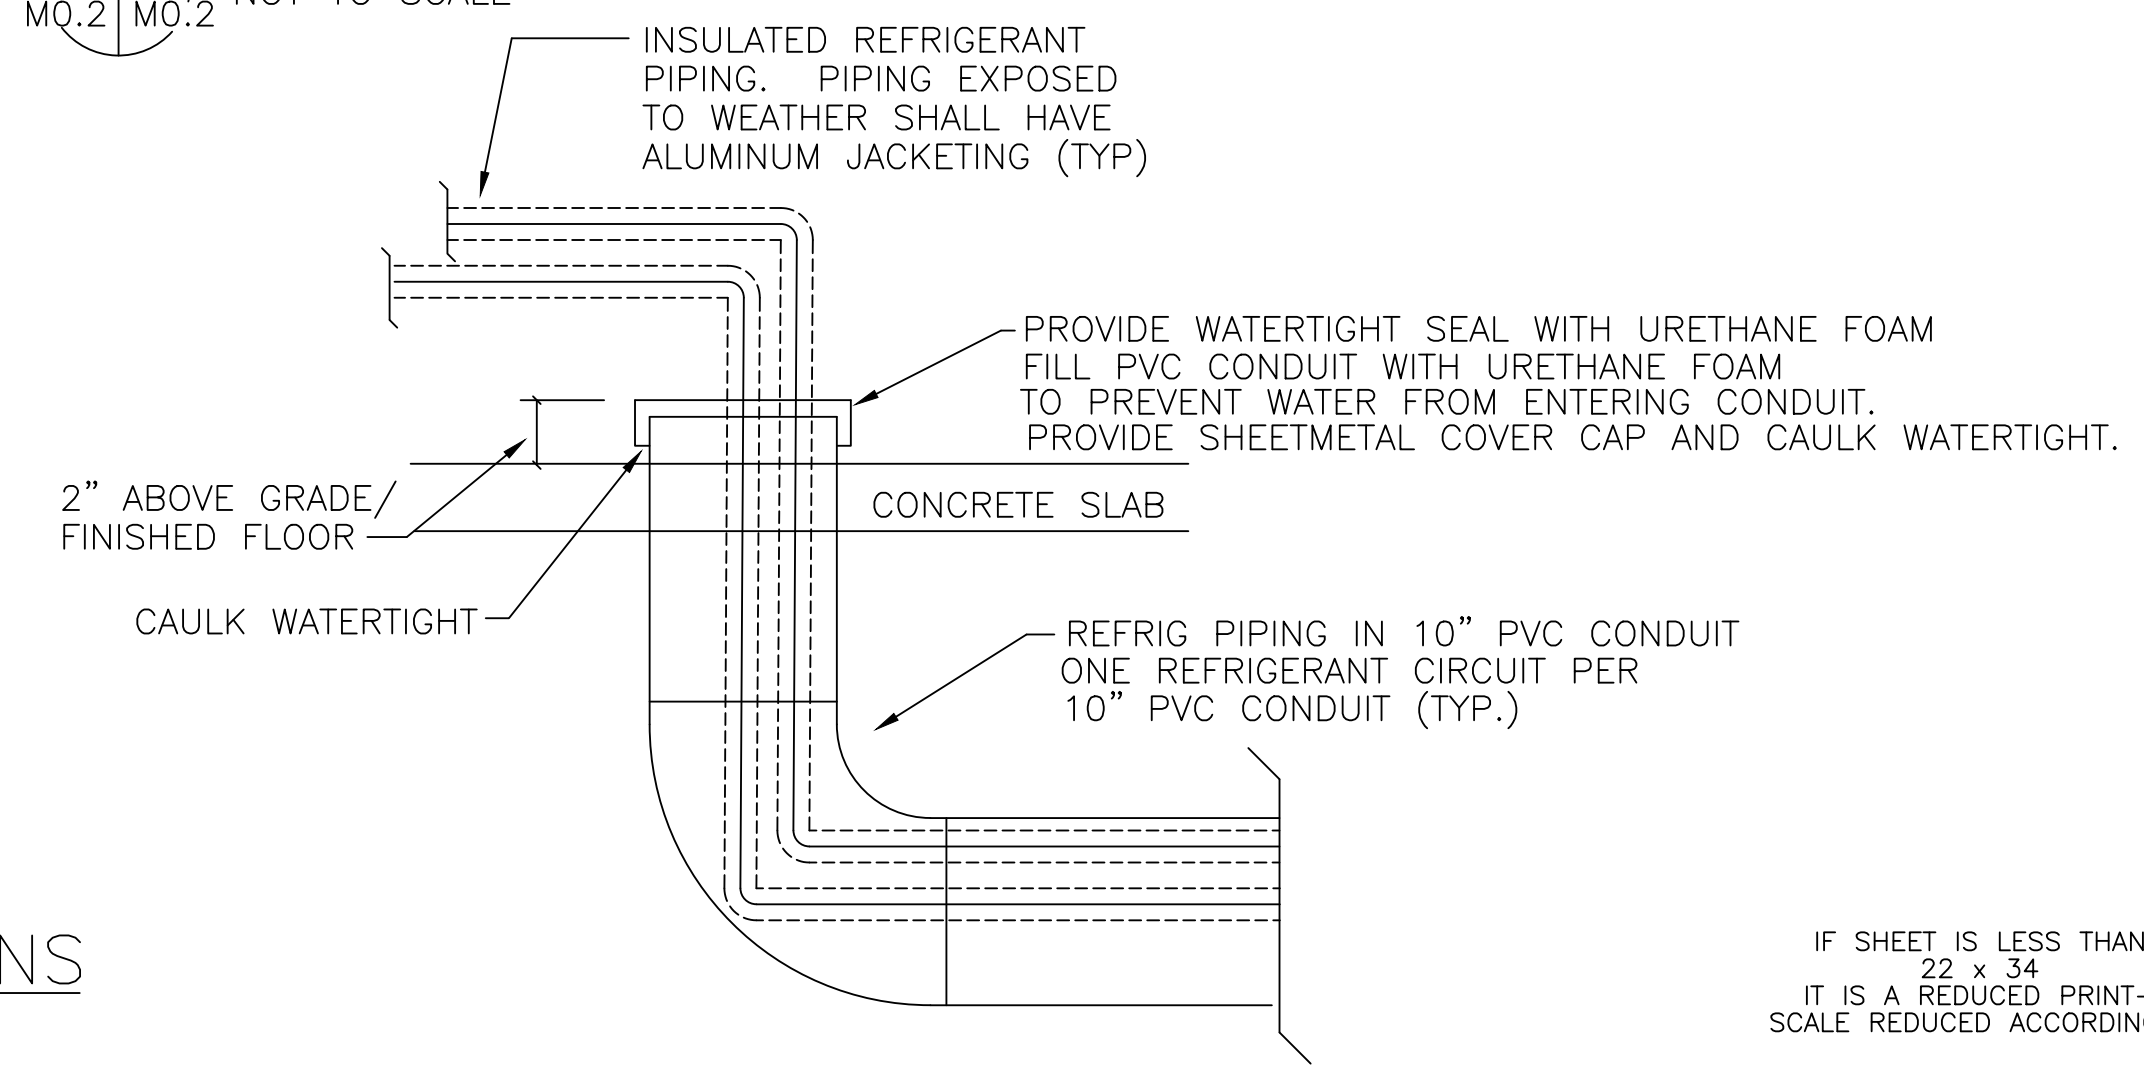 M0.2 M0.2 NOT TO SCALE
INSULATED REFRIGERANT
PIPING. PIPING EXPOSED
TO WEATHER SHALL HAVE
ALUMINUM JACKETING (TYP)
PROVIDE WATERTIGHT SEAL WITH URETHANE FOAM
FILL PVC CONDUIT WITH URETHANE FOAM
TO PREVENT WATER FROM ENTERING CONDUIT.
PROVIDE SHEETMETAL COVER CAP AND CAULK WATERTIGHT.
2” ABOVE GRADE/
FINISHED FLOOR
CONCRETE SLAB
CAULK WATERTIGHT
REFRIG PIPING IN 10” PVC CONDUIT
ONE REFRIGERANT CIRCUIT PER
10” PVC CONDUIT (TYP.)
NS
IF SHEET IS LESS THAN
22 x 34
IT IS A REDUCED PRINT-
SCALE REDUCED ACCORDING